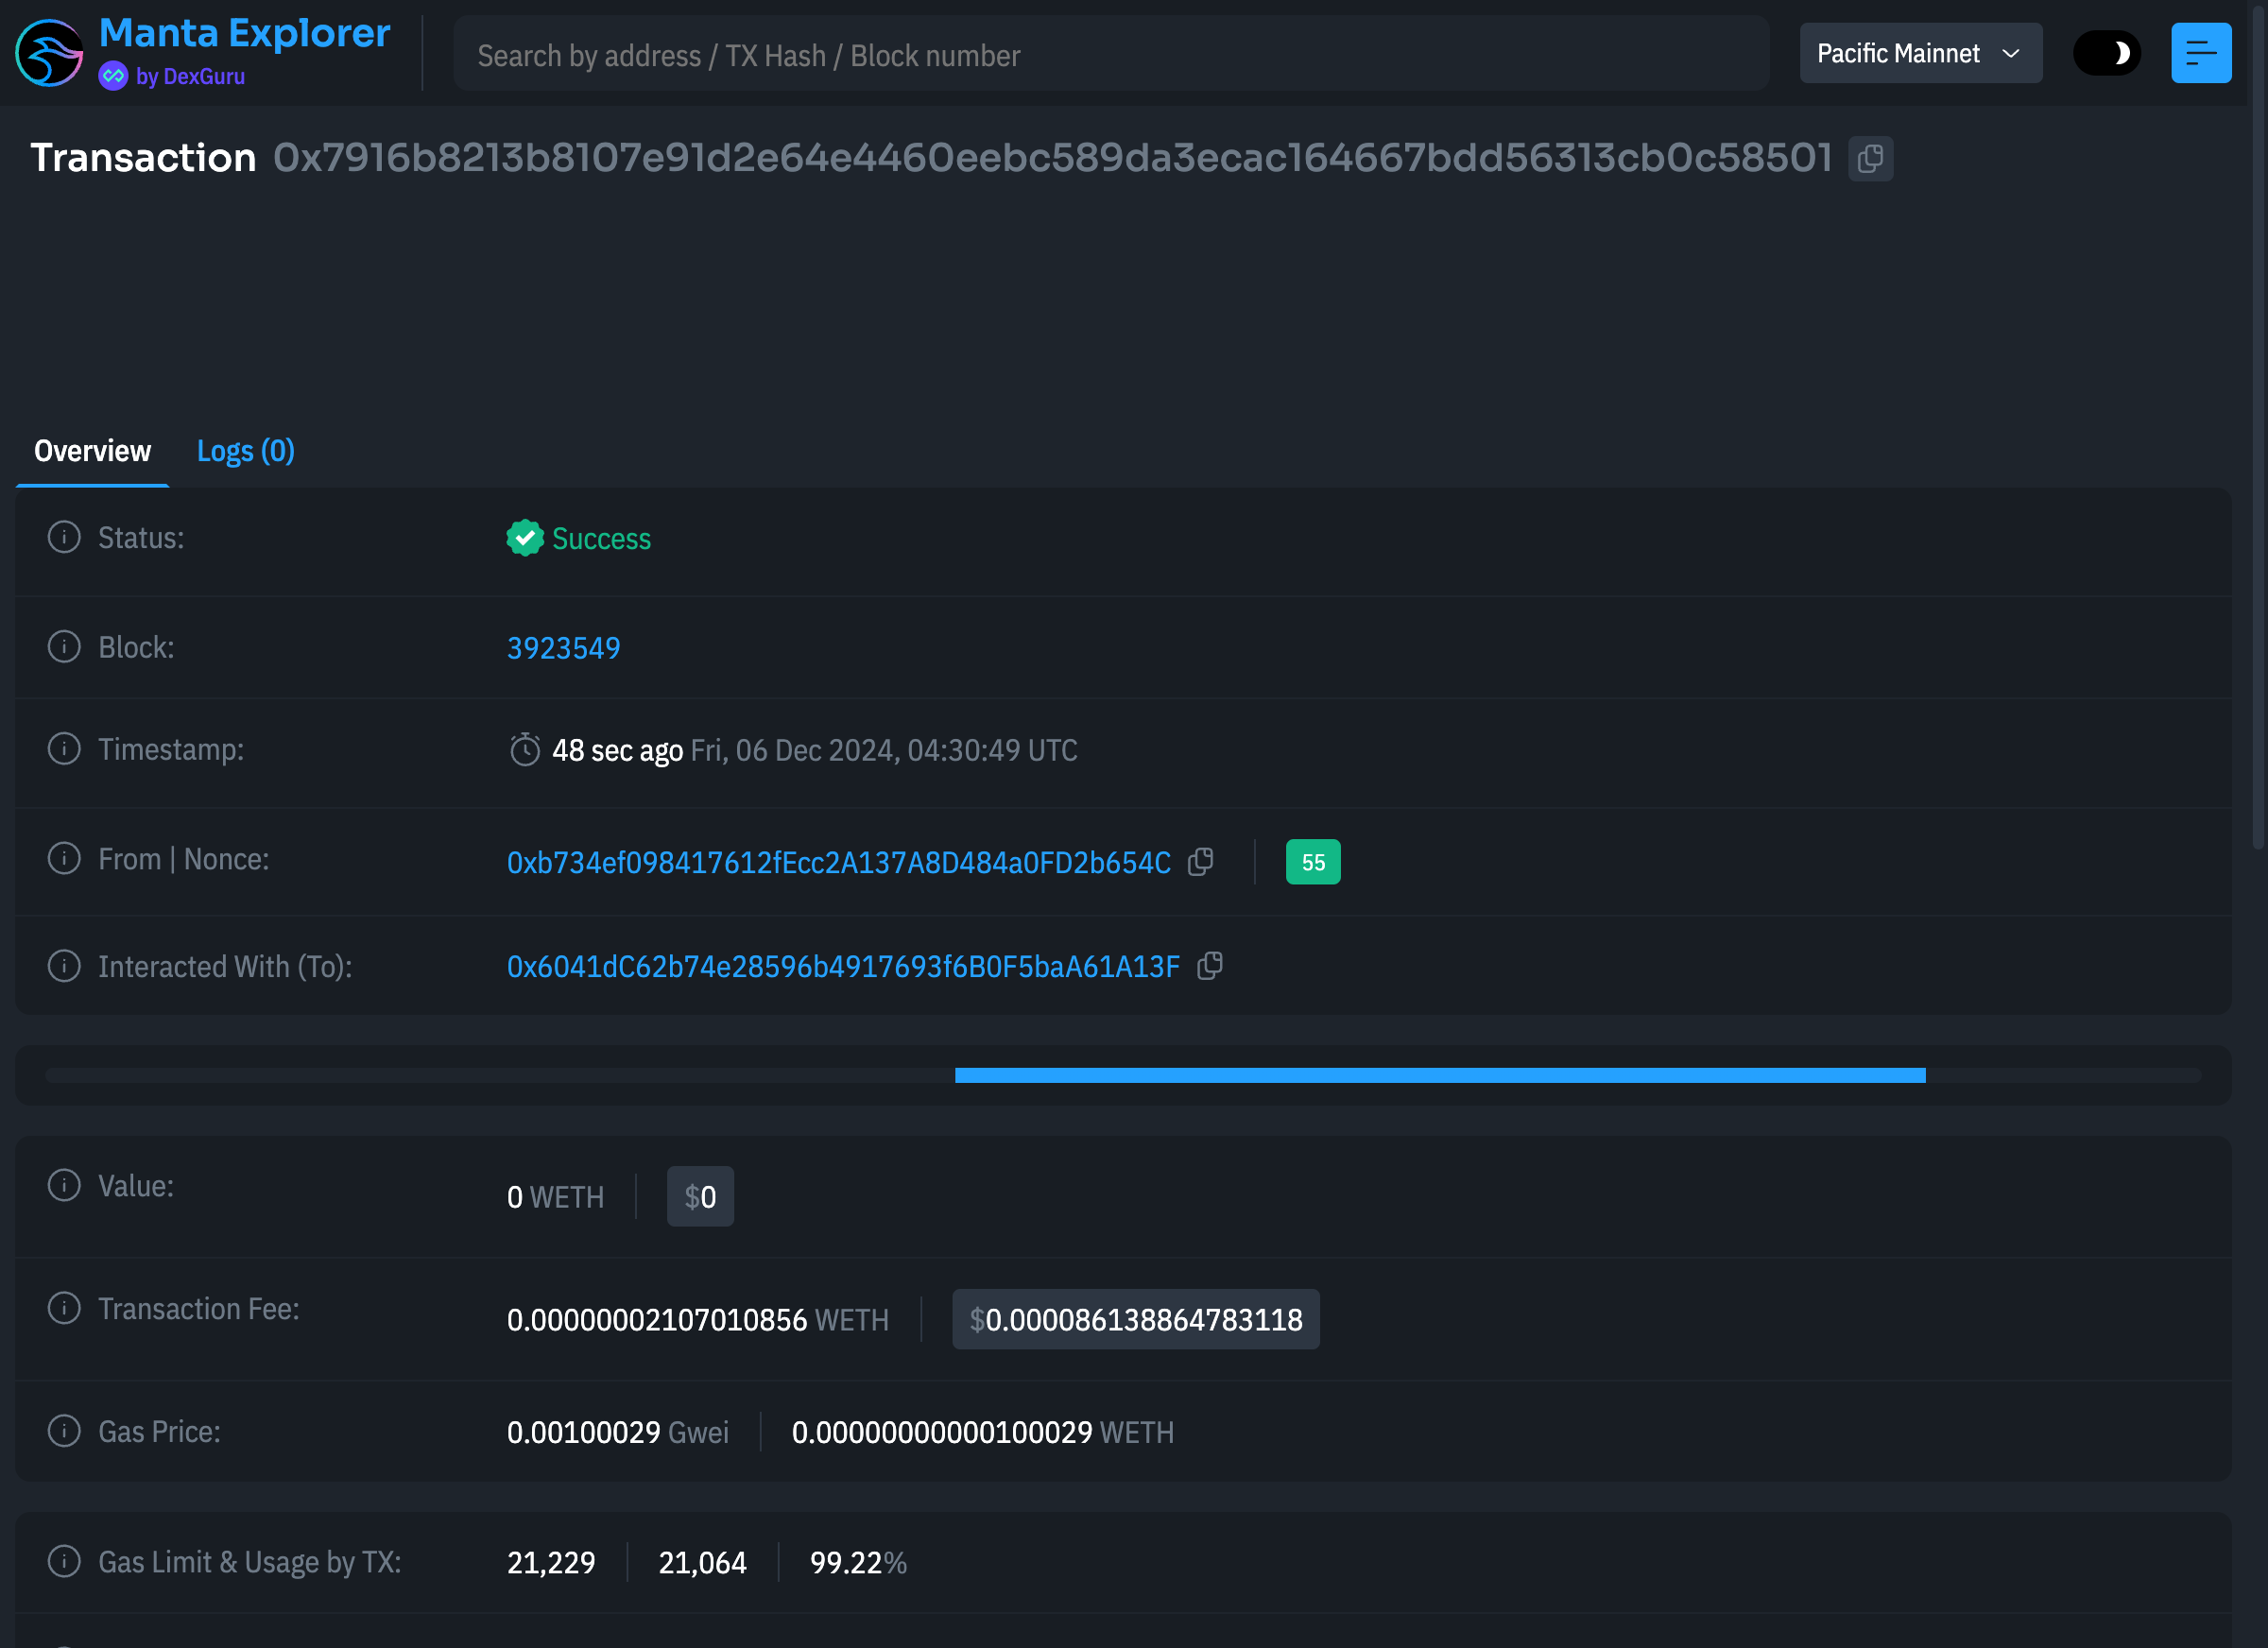 Manta Explorer
by DexGuru
Search by address / TX Hash / Block number
Pacific Mainnet
Transaction 0x7916b8213b8107e91d2e64e4460eebc589da3ecac164667bdd56313cb0c58501
Overview Logs (0)
Status: Success
Block: 3923549
Timestamp: 48 sec ago Fri, 06 Dec 2024, 04:30:49 UTC
From | Nonce: 0xb734ef098417612fEcc2A137A8D484a0FD2b654C 55
Interacted With (To): 0x6041dC62b74e28596b4917693f6B0F5baA61A13F
Value: 0 WETH $0
Transaction Fee: 0.00000002107010856 WETH $0.000086138864783118
Gas Price: 0.00100029 Gwei 0.00000000000100029 WETH
Gas Limit & Usage by TX: 21,229 21,064 99.22%